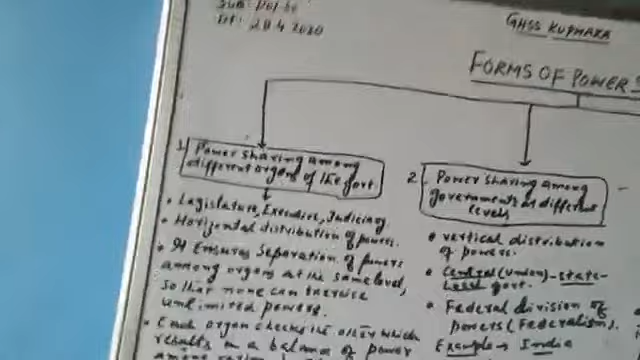 Sub: Pol Sc
Dt: 28.4.2020
GHSS KUPWARA
FORMS OF POWER
1. Power sharing among
different organs of the Govt
• Legislature, Executive, Judiciary
• Horizontal distribution of powers.
• It Ensures Separation of powers
among organs at the same level,
so that none can exercise
unlimited powers.
• Each organ checks the other which
results in a balance of power
among
2. Power sharing among
governments at different
levels
• vertical distribution
of powers.
• Central (union)-state-
Local govt.
• Federal division of
powers (Federalism).
Example → India